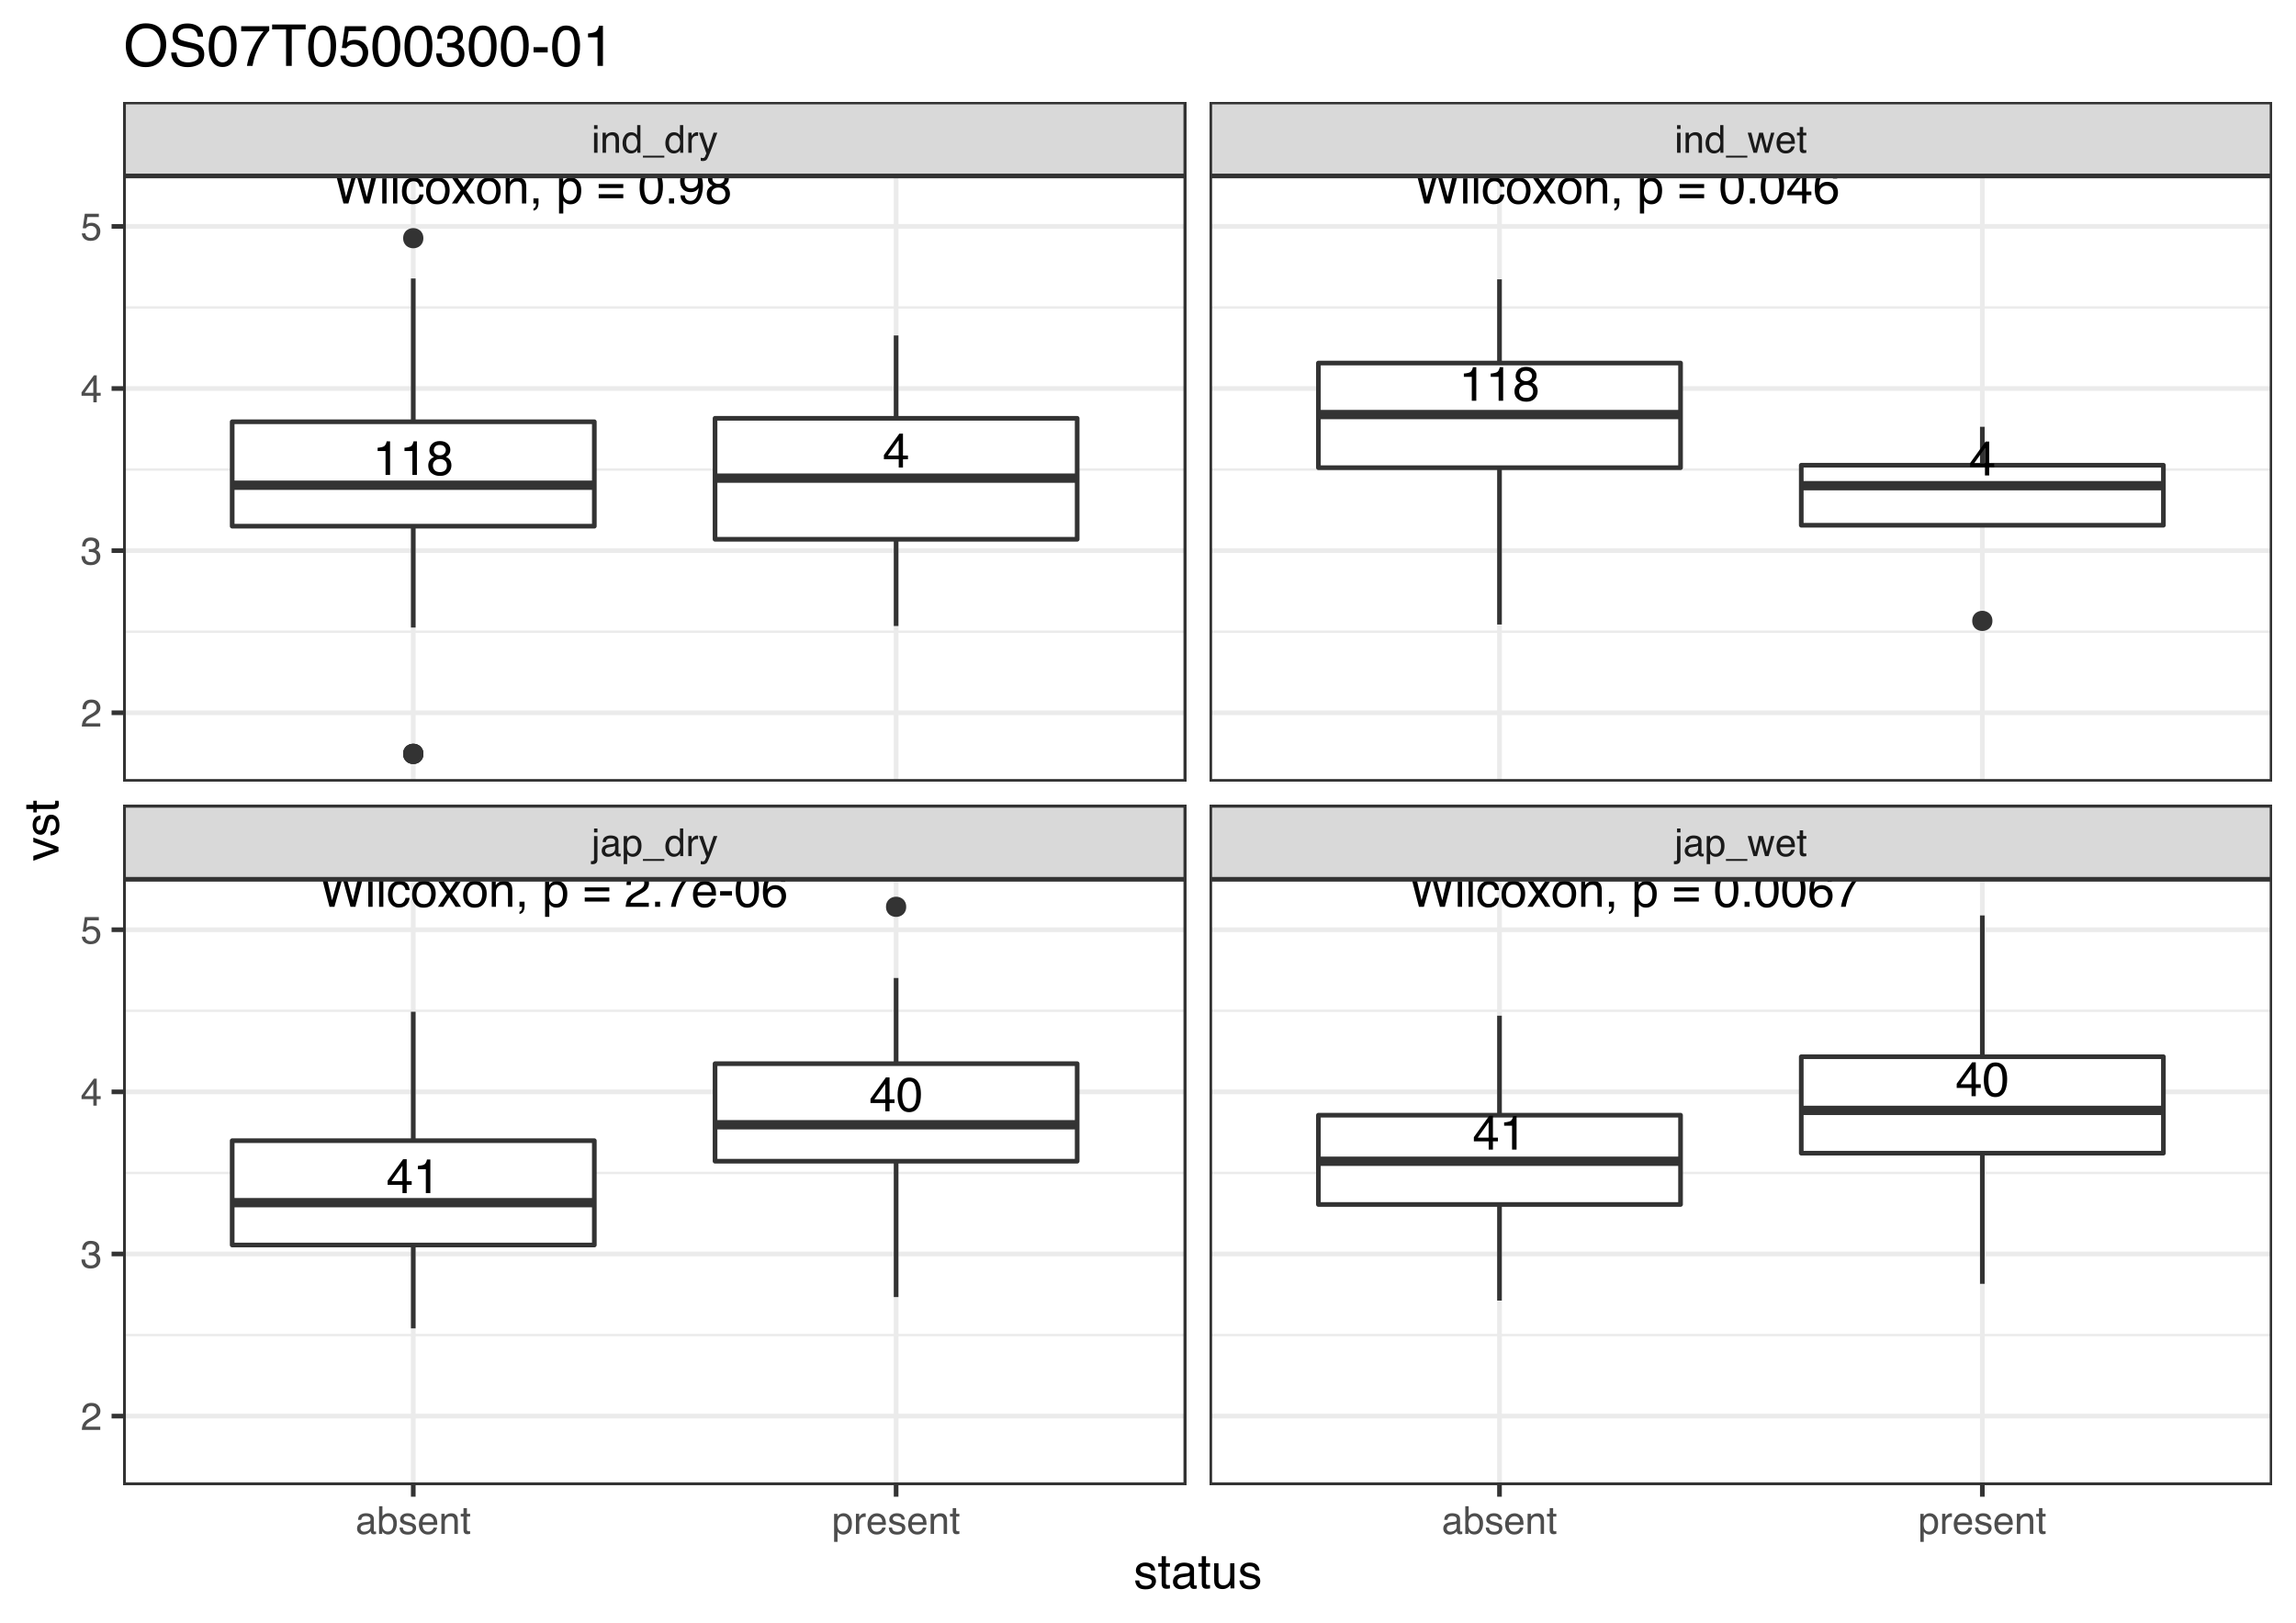 OS07T0500300-01
ind_dry
ind_wet
Wilcoxon, p = 0.98
Wilcoxon, p = 0.046
5
4
3
2
118
4
118
4
jap_dry
jap_wet
Wilcoxon, p = 2.7e-06
Wilcoxon, p = 0.0067
5
4
3
2
41
40
41
40
vst
absent
present
absent
present
status